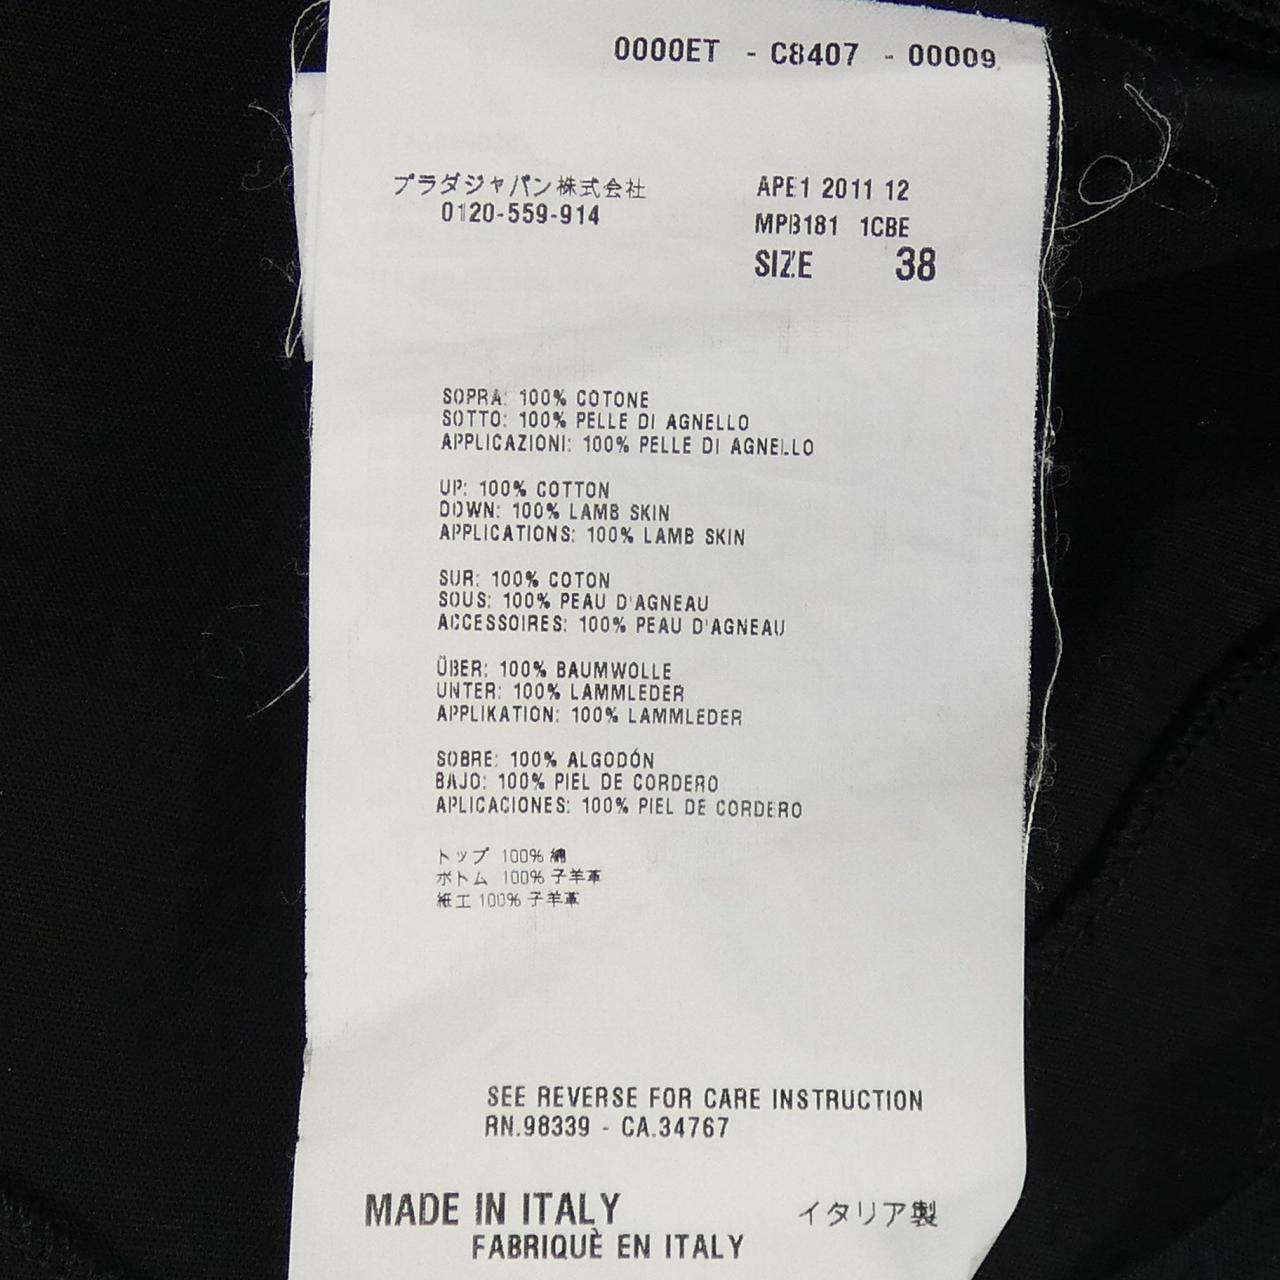 0000ET - C8407 - 00009
プラダジャパン株式会社
0120-559-914
APE1 2011 12
MPB181 1CBE
SIZE 38
SOPRA: 100% COTONE
SOTTO: 100% PELLE DI AGNELLO
APPLICAZIONI: 100% PELLE DI AGNELLO
UP: 100% COTTON
DOWN: 100% LAMB SKIN
APPLICATIONS: 100% LAMB SKIN
SUR: 100% COTON
SOUS: 100% PEAU D'AGNEAU
ACCESSOIRES: 100% PEAU D'AGNEAU
ÜBER: 100% BAUMWOLLE
UNTER: 100% LAMMLEDER
APPLIKATION: 100% LAMMLEDER
SOBRE: 100% ALGODÓN
BAJO: 100% PIEL DE CORDERO
APLICACIONES: 100% PIEL DE CORDERO
トップ 100% 綿
ボトム 100% 子羊革
紙工 100% 子羊革
SEE REVERSE FOR CARE INSTRUCTION
RN.98339 - CA.34767
MADE IN ITALY
イタリア製
FABRIQUÈ EN ITALY